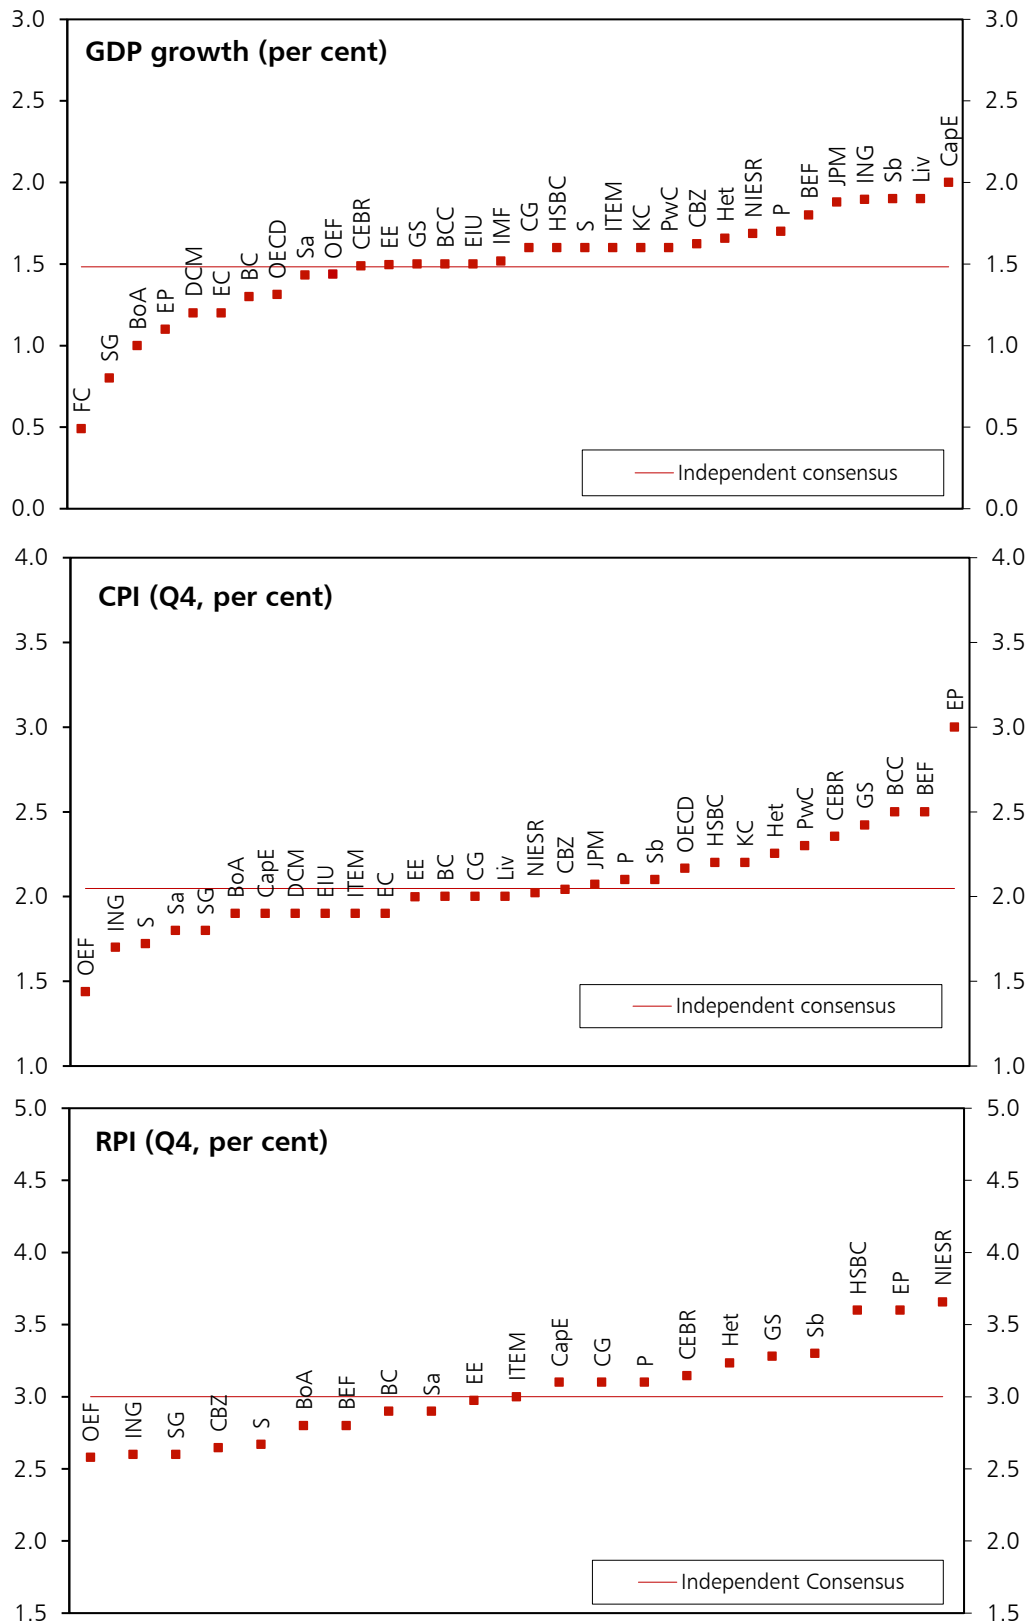 GDP growth (per cent)
3.0 3.0
2.5 2.5
2.0 2.0
1.5 1.5
1.0 1.0
0.5 0.5
0.0 0.0
FC SG BoA EP DCM EC BC OECD Sa OEF CEBR EE GS BCC EIU IMF CG HSBC S ITEM KC PwC CBZ Het NIESR P BEF JPM ING Sb Liv CapE
Independent consensus
CPI (Q4, per cent)
4.0 4.0
3.5 3.5
3.0 3.0
2.5 2.5
2.0 2.0
1.5 1.5
1.0 1.0
OEF ING S Sa SG BoA CapE DCM EIU ITEM EC EE BC CG Liv NIESR CBZ JPM P Sb OECD HSBC KC Het PwC CEBR GS BCC BEF EP
Independent consensus
RPI (Q4, per cent)
5.0 5.0
4.5 4.5
4.0 4.0
3.5 3.5
3.0 3.0
2.5 2.5
2.0 2.0
1.5 1.5
OEF ING SG CBZ S BoA BEF BC Sa EE ITEM CapE CG P CEBR Het GS Sb HSBC EP NIESR
Independent Consensus